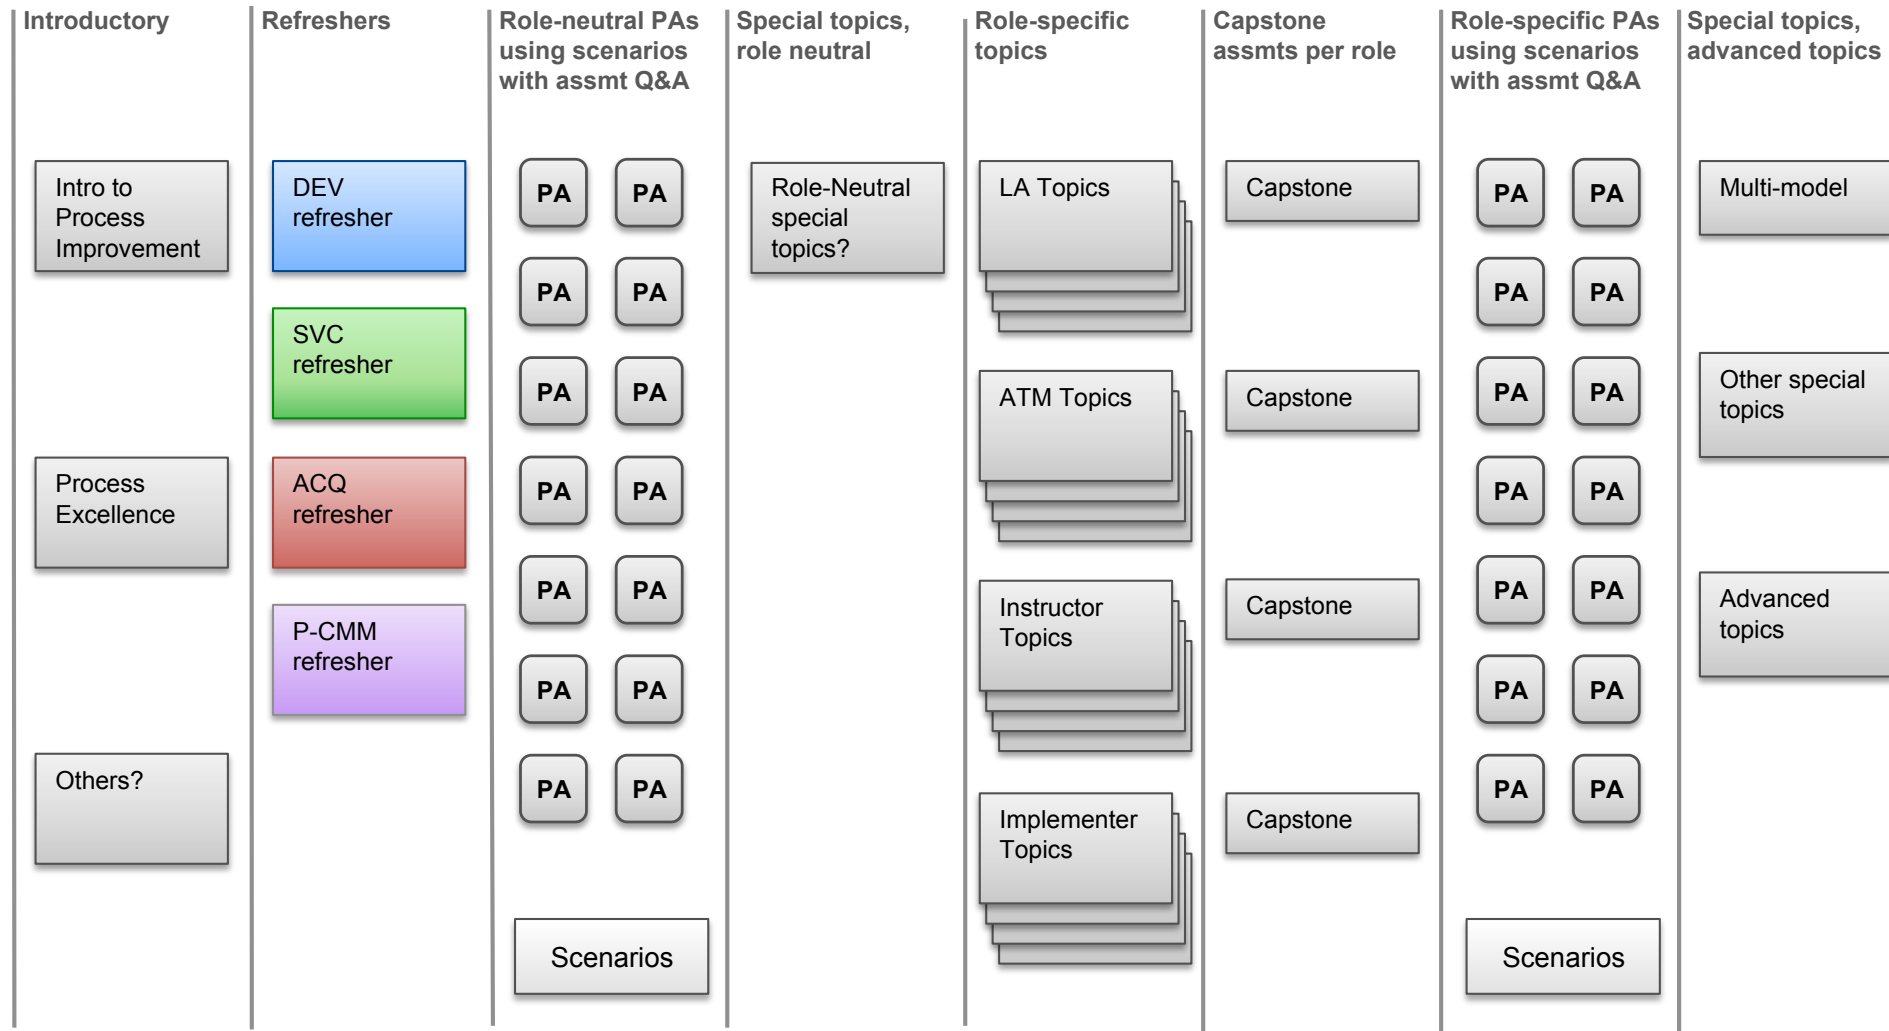 Introductory
Refreshers
Role-neutral PAs
using scenarios
with assmt Q&A
Special topics,
role neutral
Role-specific
topics
Capstone
assmts per role
Role-specific PAs
using scenarios
with assmt Q&A
Special topics,
advanced topics
Intro to
Process
Improvement
Process
Excellence
Others?
DEV
refresher
SVC
refresher
ACQ
refresher
P-CMM
refresher
PA PA
PA PA
PA PA
PA PA
PA PA
PA PA
PA PA
Scenarios
Role-Neutral
special
topics?
LA Topics
ATM Topics
Instructor
Topics
Implementer
Topics
Capstone
Capstone
Capstone
Capstone
PA PA
PA PA
PA PA
PA PA
PA PA
PA PA
PA PA
Scenarios
Multi-model
Other special
topics
Advanced
topics